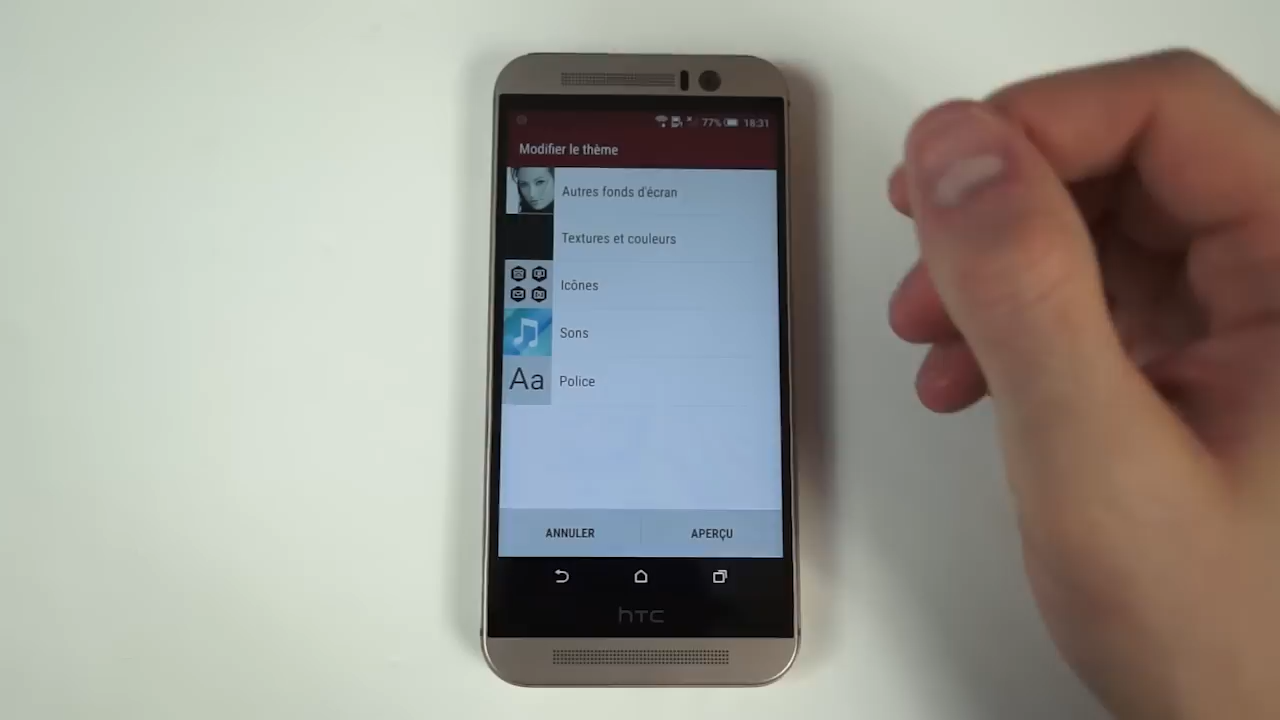 77% 18:31
Modifier le thème
Autres fonds d'écran
Textures et couleurs
Icônes
Sons
Aa Police
ANNULER APERÇU
hTC